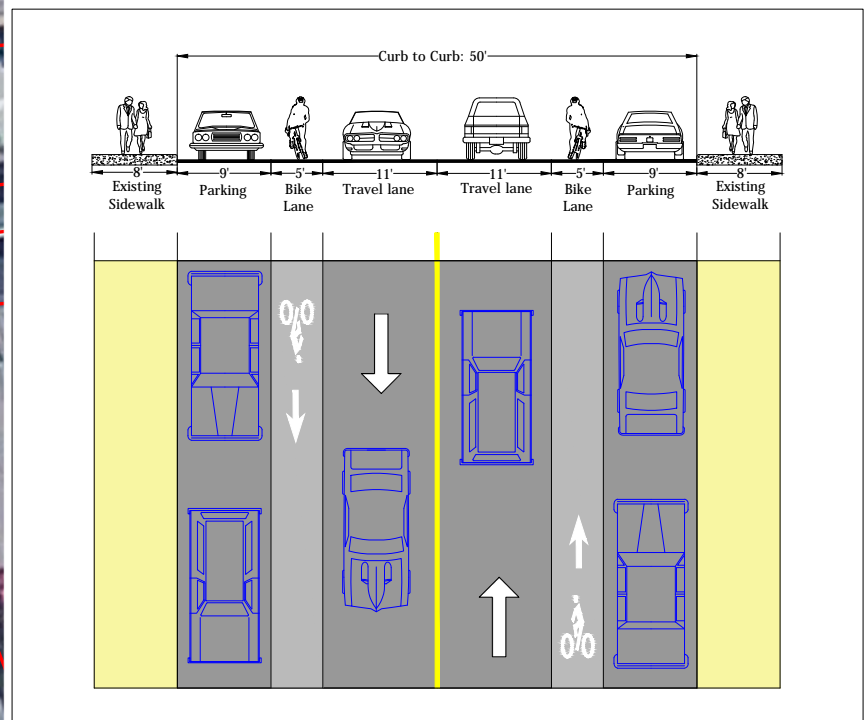 Curb to Curb: 50'
8' 9' 5' 11' 11' 5' 9' 8'
Existing Sidewalk
Parking
Bike Lane
Travel lane
Travel lane
Bike Lane
Parking
Existing Sidewalk